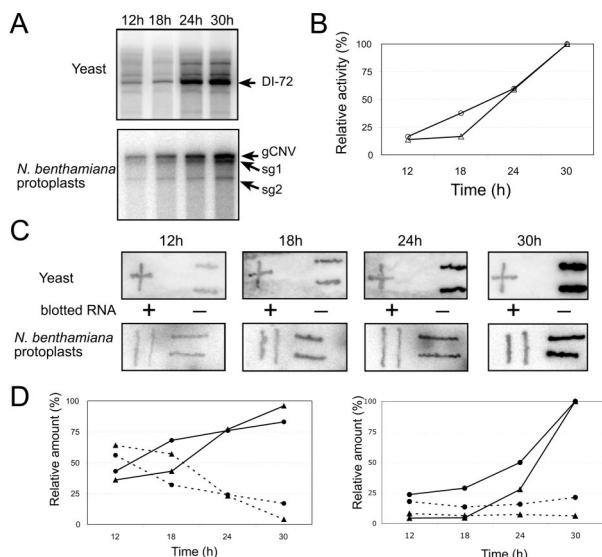 A
12h 18h 24h 30h
Yeast
DI-72
N. benthamiana
protoplasts
gCNV
sg1
sg2
B
Relative activity (%)
100
75
50
25
0
12 18 24 30
Time (h)
C
12h 18h 24h 30h
Yeast
blotted RNA + − + − + − + −
N. benthamiana
protoplasts
D
Relative amount (%)
100
75
50
25
0
12 18 24 30
Time (h)
Relative amount (%)
100
75
50
25
0
12 18 24 30
Time (h)